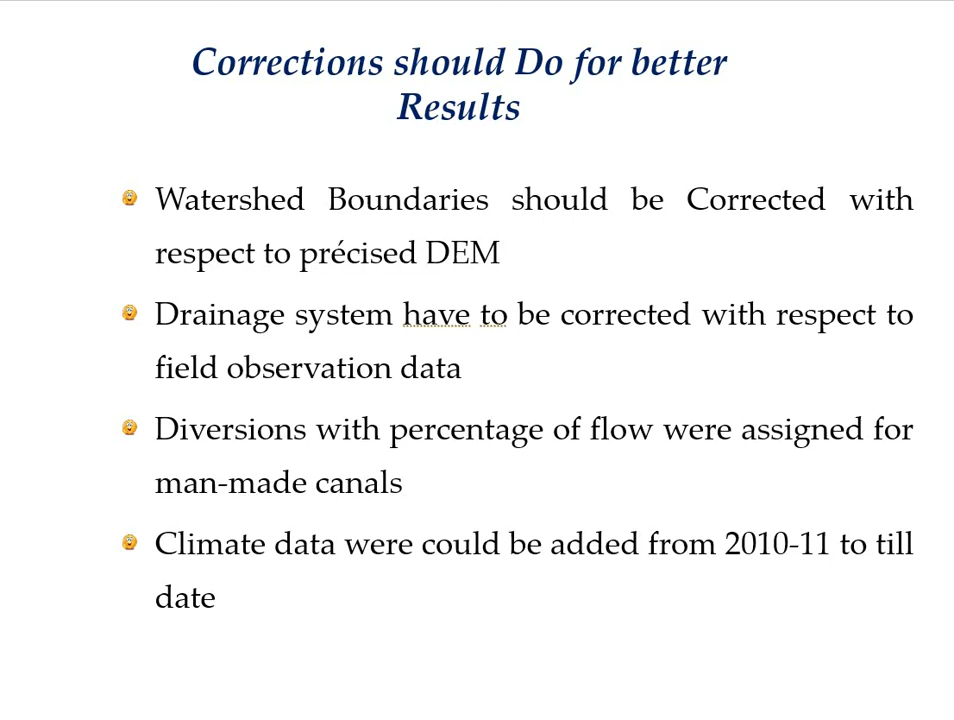 Corrections should Do for better
Results
Watershed Boundaries should be Corrected with
respect to précised DEM
Drainage system have to be corrected with respect to
field observation data
Diversions with percentage of flow were assigned for
man-made canals
Climate data were could be added from 2010-11 to till
date